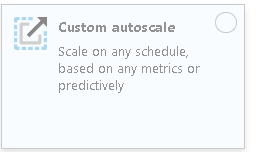 Custom autoscale
Scale on any schedule,
based on any metrics or
predictively